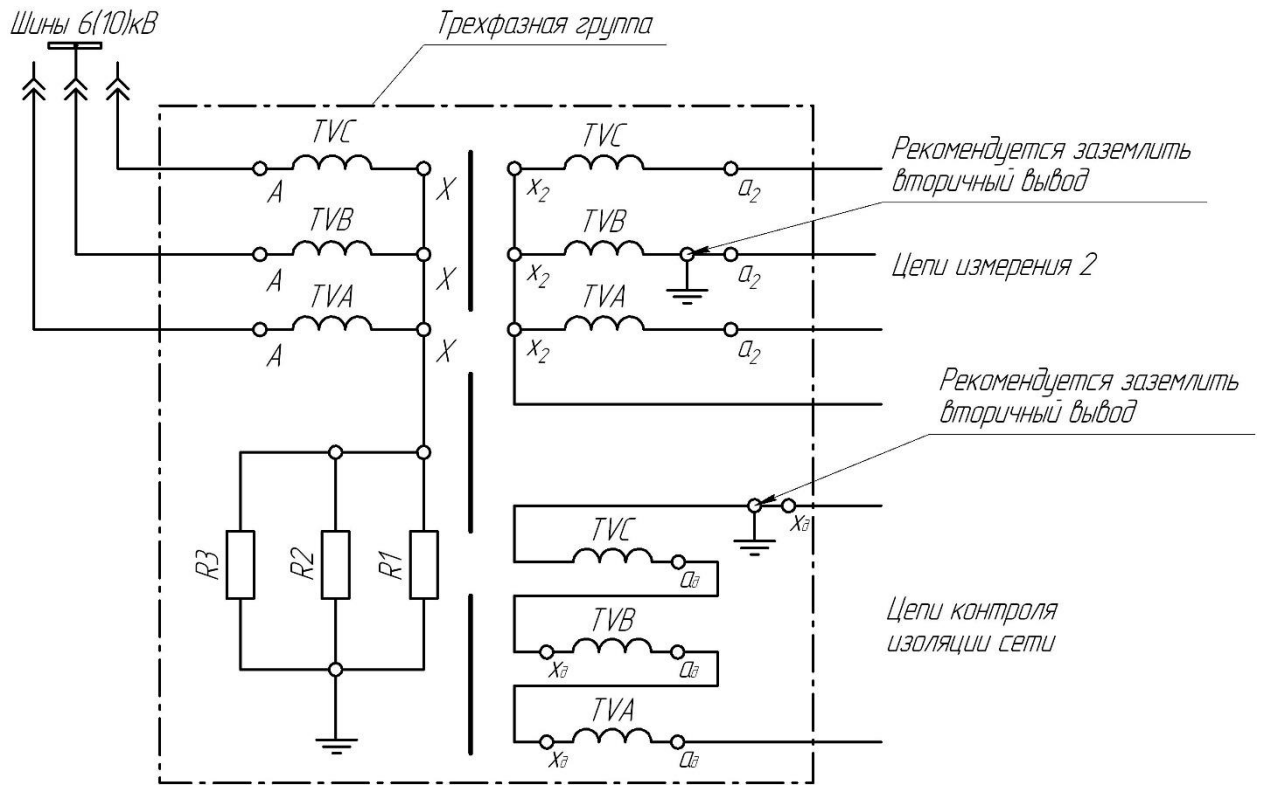 Шины 6(10)кВ
Трехфазная группа
TVC
A
X
TVB
A
X
TVA
A
X
TVC
x₂
a₂
TVB
x₂
a₂
TVA
x₂
a₂
Рекомендуется заземлить
вторичный вывод
Цепи измерения 2
Рекомендуется заземлить
вторичный вывод
R3
R2
R1
xд
TVC
aд
TVB
xд
aд
TVA
xд
aд
Цепи контроля
изоляции сети